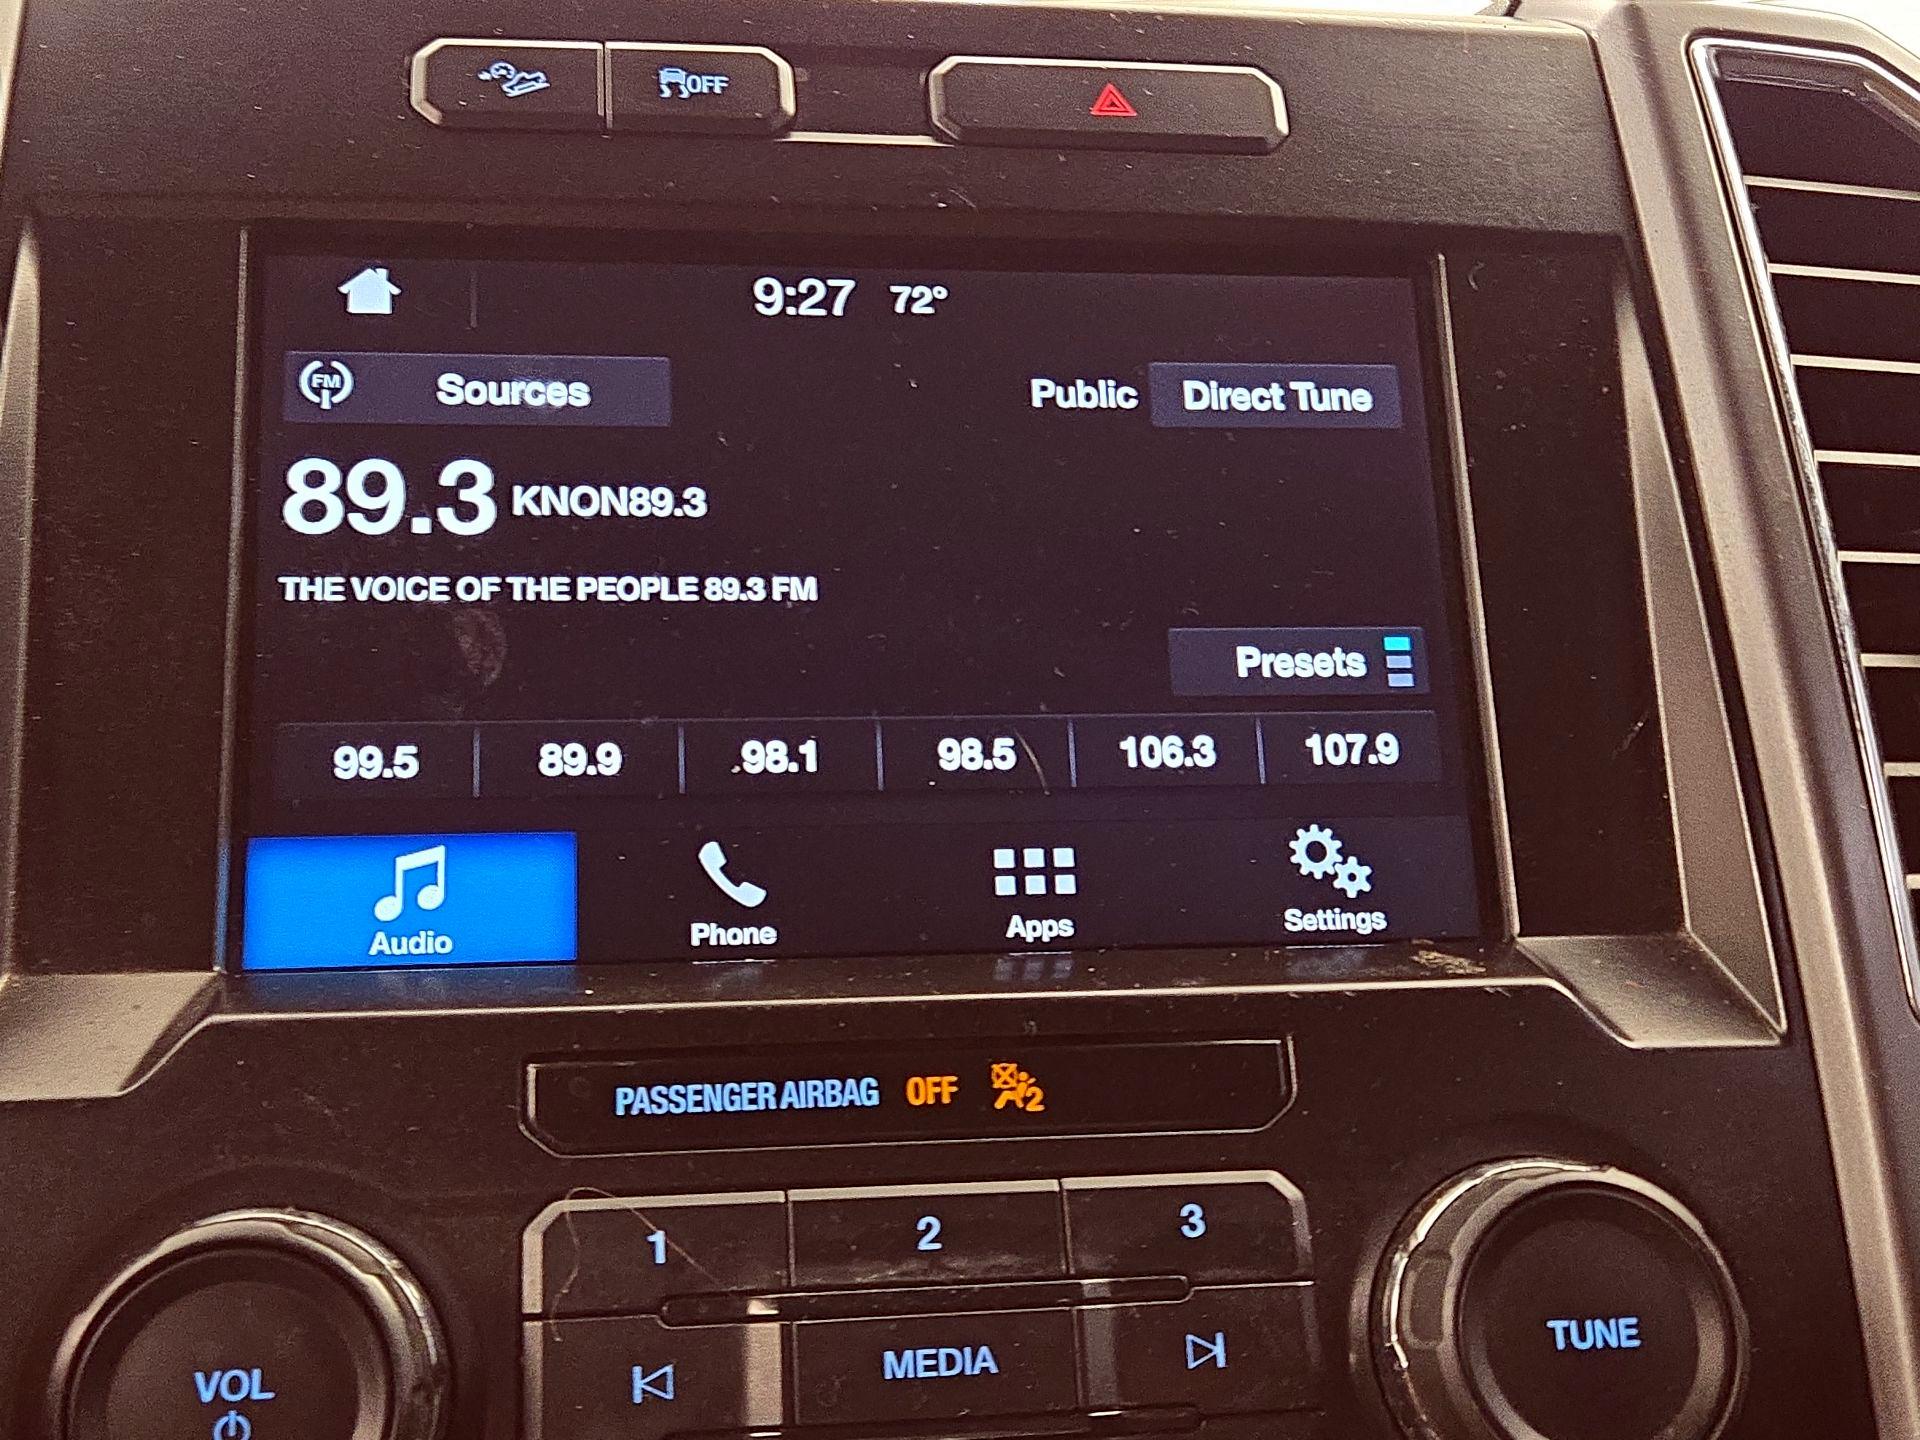 OFF
9:27 72°
FM Sources Public Direct Tune
89.3 KNON89.3
THE VOICE OF THE PEOPLE 89.3 FM
Presets
99.5 89.9 98.1 98.5 106.3 107.9
Audio Phone Apps Settings
PASSENGER AIRBAG OFF 2
1 2 3
VOL MEDIA TUNE